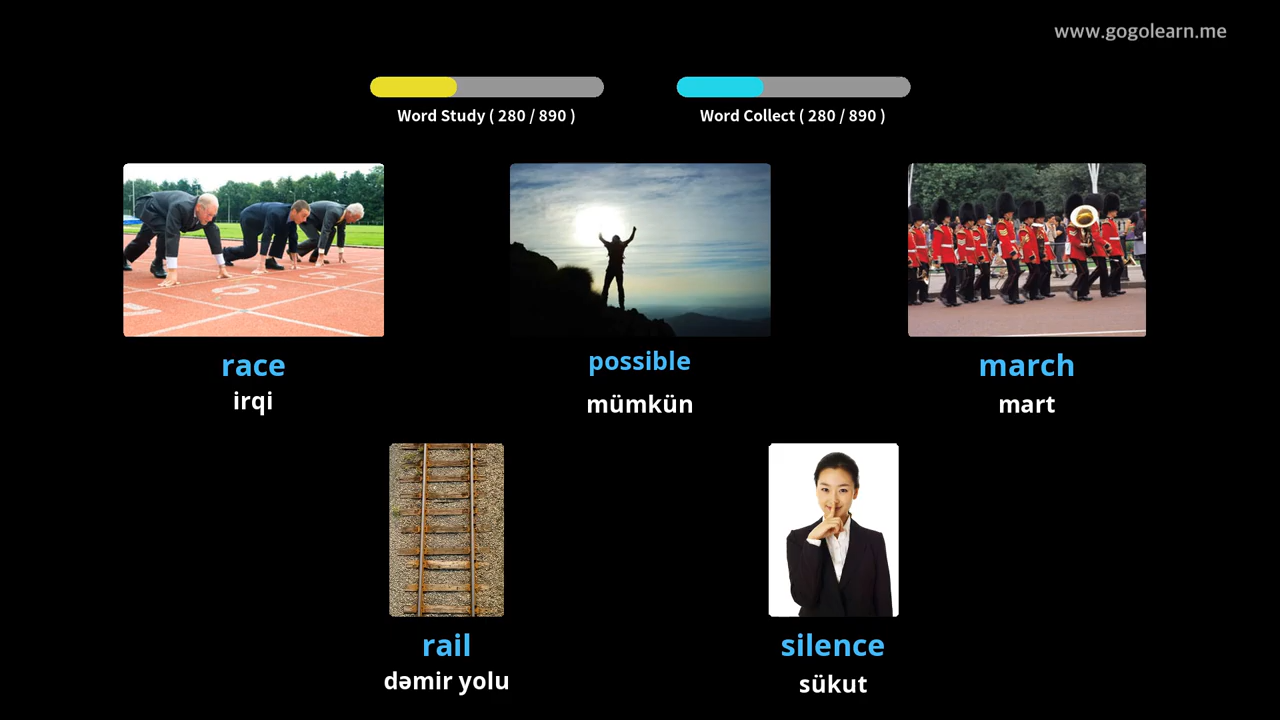 www.gogolearn.me
Word Study ( 280 / 890 )
Word Collect ( 280 / 890 )
race
irqi
possible
mümkün
march
mart
rail
dəmir yolu
silence
sükut